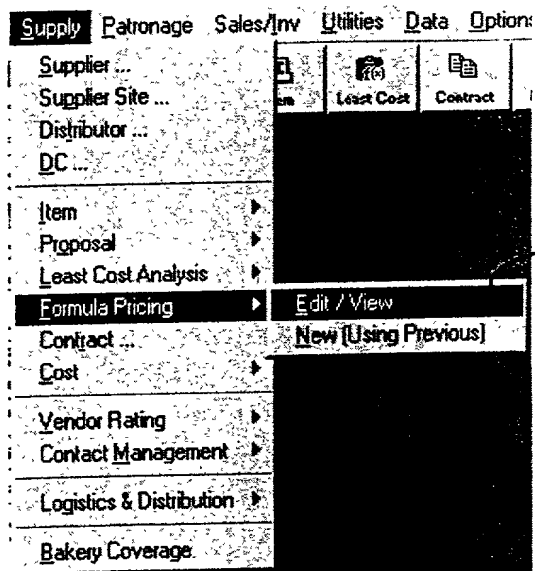 Supply Patronage Sales/Inv Utilities Data Option
Supplier ...
Supplier Site ...
Distributor ...
DC ...
Least Cost Contract
Item
Proposal
Least Cost Analysis
Formula Pricing
Edit / View
New (Using Previous)
Contract ...
Cost
Vendor Rating
Contact Management
Logistics & Distribution
Bakery Coverage